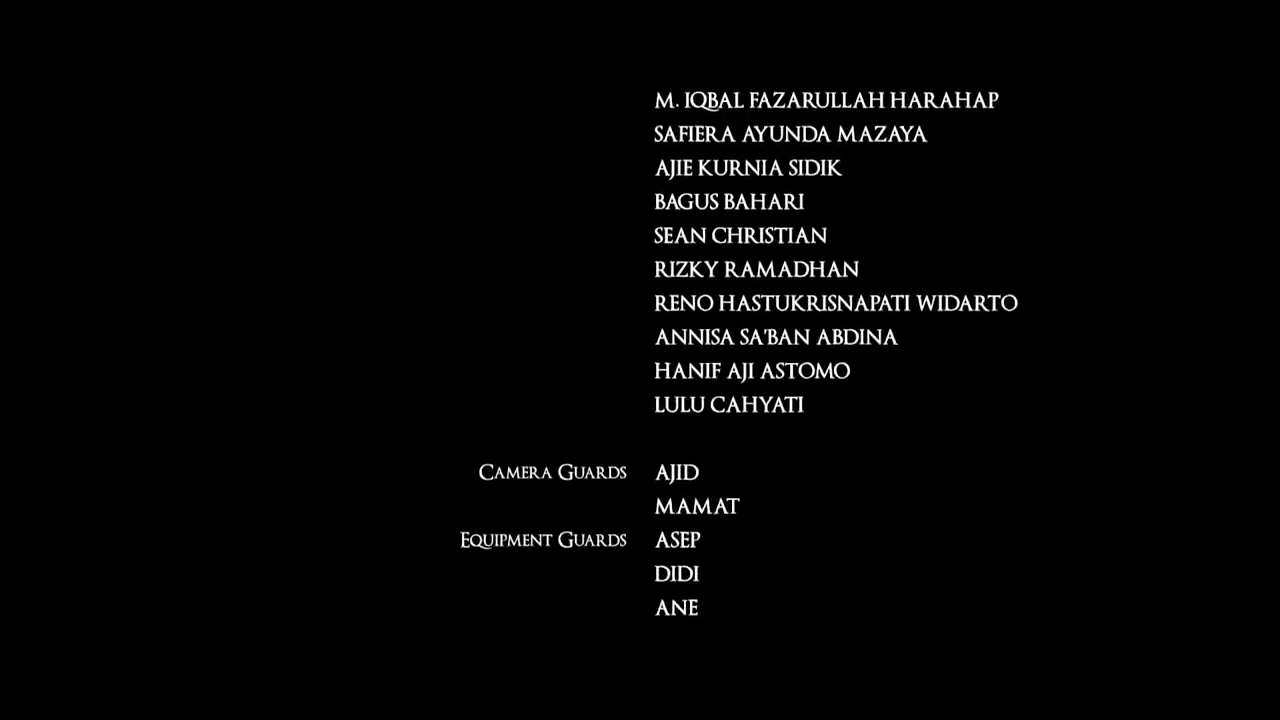 M. IQBAL FAZARULLAH HARAHAP
SAFIERA AYUNDA MAZAYA
AJIE KURNIA SIDIK
BAGUS BAHARI
SEAN CHRISTIAN
RIZKY RAMADHAN
RENO HASTUKRISNAPATI WIDARTO
ANNISA SA'BAN ABDINA
HANIF AJI ASTOMO
LULU CAHYATI
Camera Guards AJID
MAMAT
Equipment Guards ASEP
DIDI
ANE